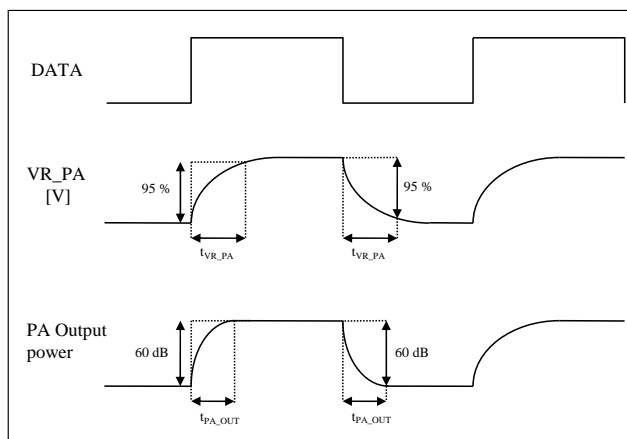 DATA
VR_PA
[V]
95 %
95 %
tVR_PA
tVR_PA
PA Output
power
60 dB
60 dB
tPA_OUT
tPA_OUT